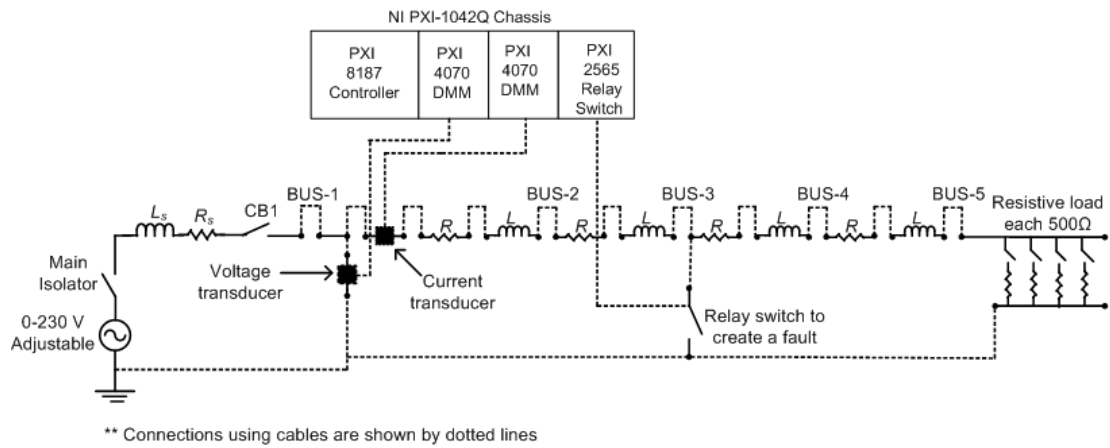 NI PXI-1042Q Chassis
PXI
8187
Controller
PXI
4070
DMM
PXI
4070
DMM
PXI
2565
Relay
Switch
Ls
Rs
CB1
BUS-1
R
L
BUS-2
R
L
BUS-3
R
L
BUS-4
R
L
BUS-5
Resistive load
each 500Ω
Main
Isolator
Voltage
transducer
Current
transducer
0-230 V
Adjustable
Relay switch to
create a fault
** Connections using cables are shown by dotted lines